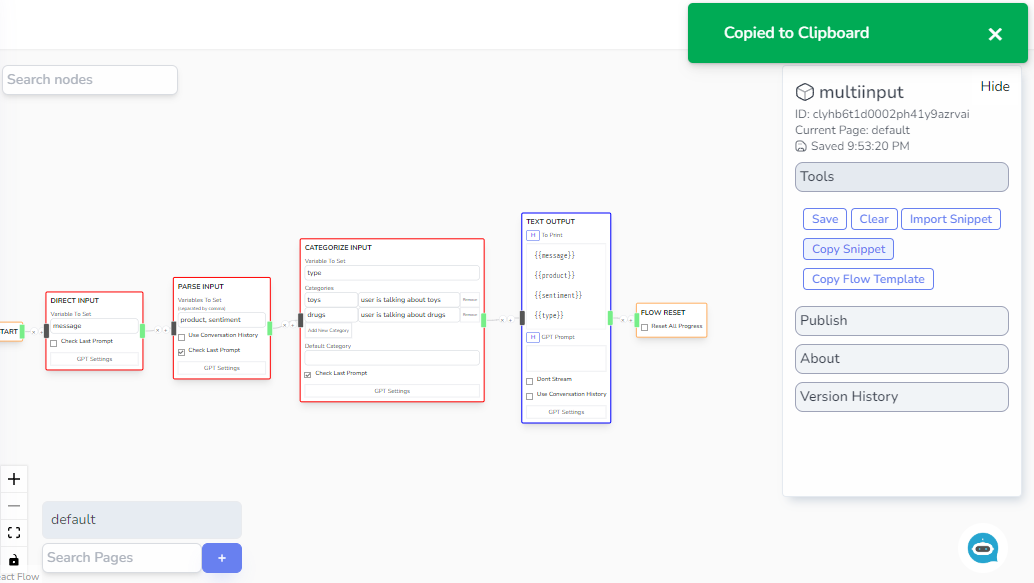 Copied to Clipboard
Search nodes
Hide
multiinput
ID: clyhb6t1d0002ph41y9azrvai
Current Page: default
Saved 9:53:20 PM
Tools
Save
Clear
Import Snippet
Copy Snippet
Copy Flow Template
Publish
About
Version History
TART
DIRECT INPUT
Variable To Set
message
Check Last Prompt
GPT Settings
PARSE INPUT
Variables To Set
(separated by comma)
product, sentiment
Use Conversation History
Check Last Prompt
GPT Settings
CATEGORIZE INPUT
Variable To Set
type
Categories
toys
user is talking about toys
Remove
drugs
user is talking about drugs
Remove
Add New Category
Default Category
Check Last Prompt
GPT Settings
TEXT OUTPUT
H
To Print
{{message}}
{{product}}
{{sentiment}}
{{type}}
H
GPT Prompt
Dont Stream
Use Conversation History
GPT Settings
FLOW RESET
Reset All Progress
default
Search Pages
+
act Flow